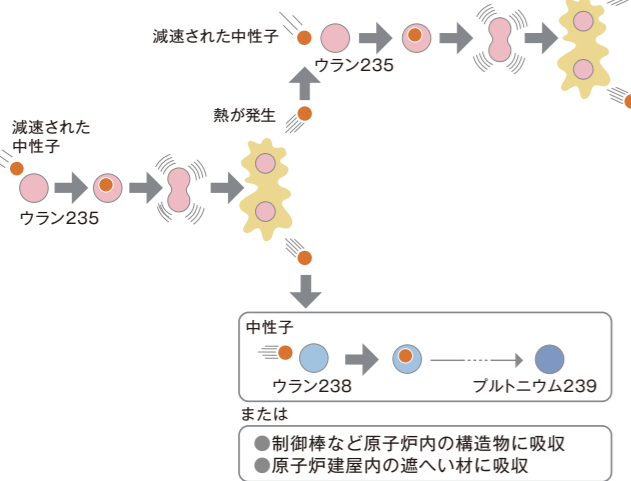 減速された中性子
ウラン235
熱が発生
減速された
中性子
ウラン235
中性子
ウラン238
プルトニウム239
または
●制御棒など原子炉内の構造物に吸収
●原子炉建屋内の遮へい材に吸収